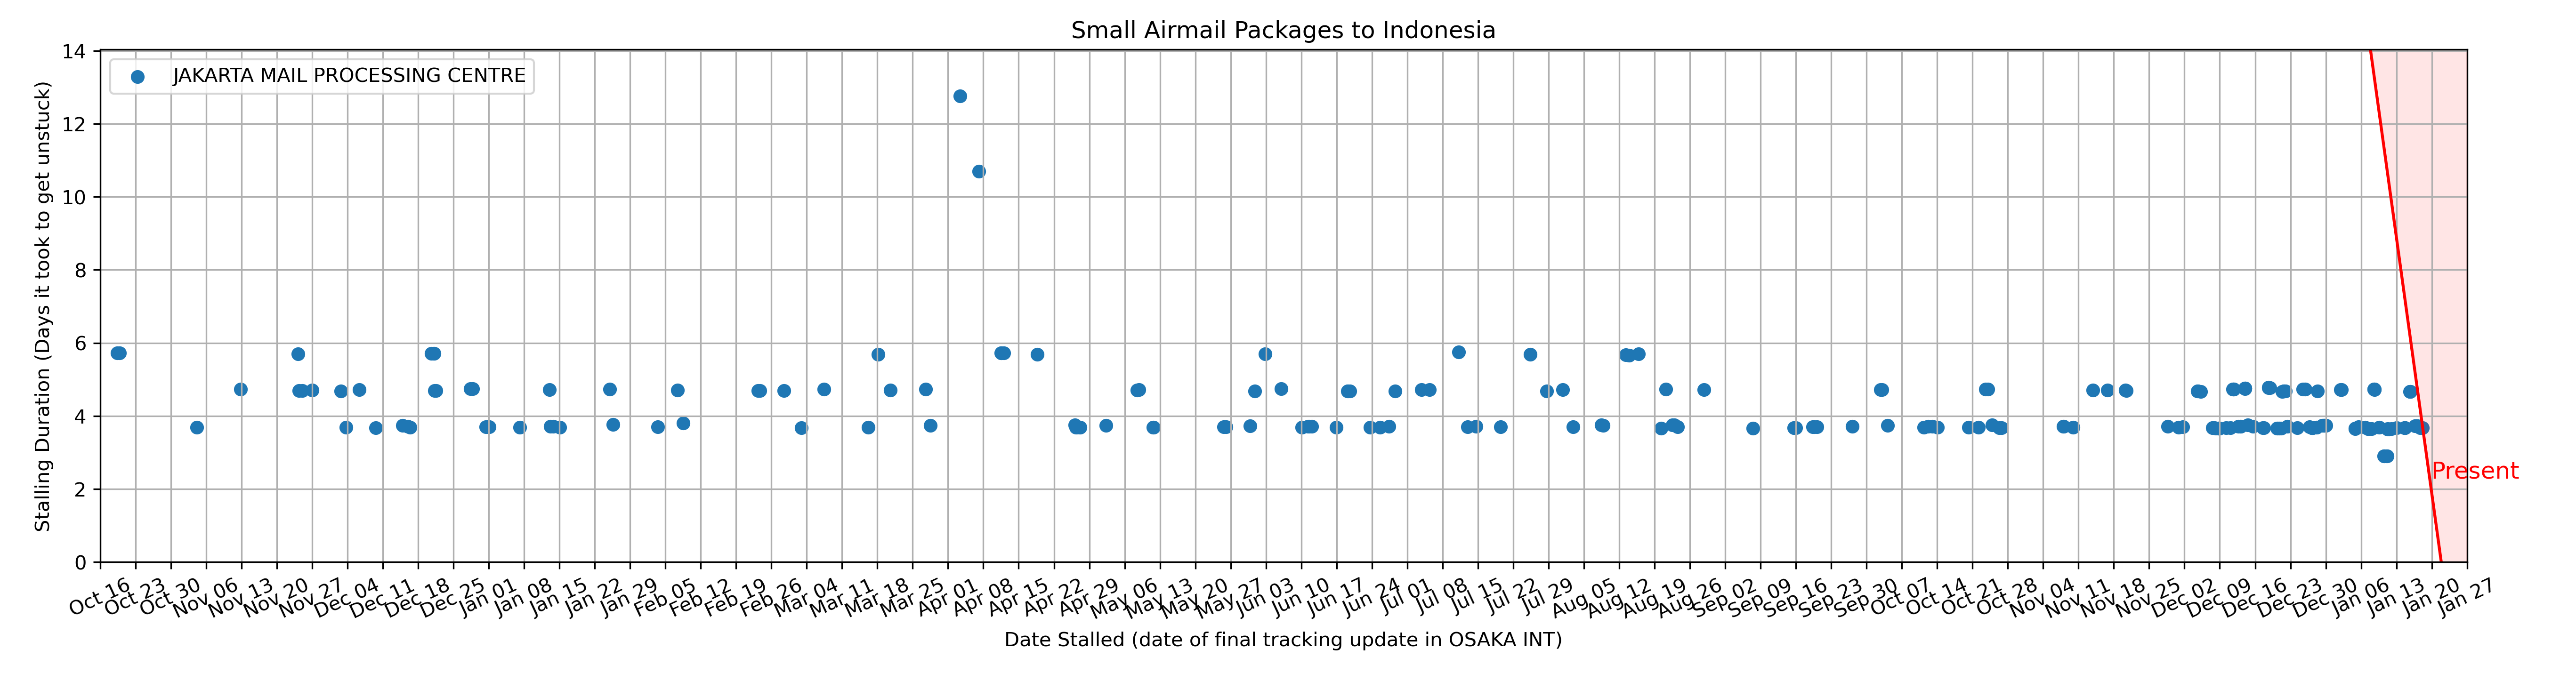 Small Airmail Packages to Indonesia
JAKARTA MAIL PROCESSING CENTRE
Stalling Duration (Days it took to get unstuck)
14
12
10
8
6
4
2
0
Present
Oct 16
Oct 23
Oct 30
Nov 06
Nov 13
Nov 20
Nov 27
Dec 04
Dec 11
Dec 18
Dec 25
Jan 01
Jan 08
Jan 15
Jan 22
Jan 29
Feb 05
Feb 12
Feb 19
Feb 26
Mar 04
Mar 11
Mar 18
Mar 25
Apr 01
Apr 08
Apr 15
Apr 22
Apr 29
May 06
May 13
May 20
May 27
Jun 03
Jun 10
Jun 17
Jun 24
Jul 01
Jul 08
Jul 15
Jul 22
Jul 29
Aug 05
Aug 12
Aug 19
Aug 26
Sep 02
Sep 09
Sep 16
Sep 23
Sep 30
Oct 07
Oct 14
Oct 21
Oct 28
Nov 04
Nov 11
Nov 18
Nov 25
Dec 02
Dec 09
Dec 16
Dec 23
Dec 30
Jan 06
Jan 13
Jan 20
Jan 27
Date Stalled (date of final tracking update in OSAKA INT)